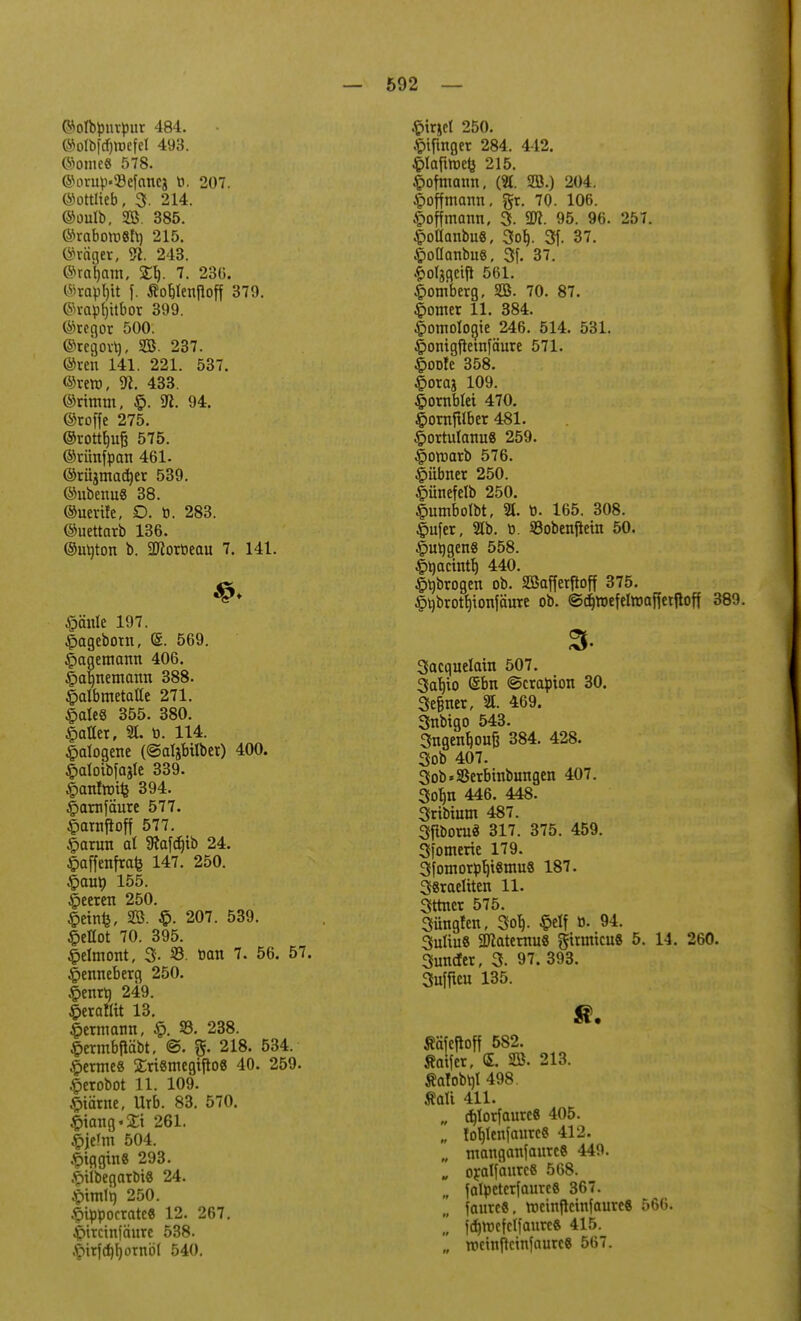 — 592 —
Goldpurpur 484.
Goldschwefel 493.
Gomes 578.
Gorup-Besancz v. 207.
Gottlieb, J. 214.
Gould, W. 385.
Grabowsky 215.
Gräger, N. 243.
Graham, Th. 7. 236.
Graphit s. Kohlenstoff 379.
Graphitbor 399.
Gregor 500.
Gregory, W. 237.
Gren 141. 221. 537.
Grew, N. 433.
Grimm, H. N. 94.
Grosse 275.
Grotthuß 575.
Grünspan 461.
Grüzmacher 539.
Gubenus 38.
Guerike, O. v. 283.
Guettard 136.
Guyton b. Morveau 7. 141.
H.
Hänle 197.
Hageborn, E. 569.
Hagemann 406.
Hahnemann 388.
Halbmetalle 271.
Hales 355. 380.
Haller, A. v. 114.
Halogene (Salzbilder) 400.
Haloidsazle 339.
Hankwitz 394.
Harnsäure 577.
Harnstoff 577.
Harun al Raschid 24.
Hassenfratz 147. 250.
Hauy 155.
Heeren 250.
Heintz, W. H. 207. 539.
Hellot 70. 395.
Helmont, J. B. van 7. 56. 57.
Henneberg 250.
Henry 249.
Heraklit 13.
Hermann, H. B. 238.
Hermbstädt, S. F. 218. 534.
Hermes Trismegistos 40. 259.
Herodot 11. 109.
Hiärne, Urb. 83. 570.
Hiang-Ti 261.
Hjelm 504.
Higgins 293.
Hildegardis 24.
Himly 250.
Hippocrates 12. 267.
Hircinsäure 538.
Hirschhornöl 540.
Hirzel 250.
Hisinger 284. 442.
Hlasiwetz 215.
Hofmann, (A. W.) 204.
Hoffmann, Fr. 70. 106.
Hoffmann, J. M. 95. 96. 257.
Hollandus, Joh. Is. 37.
Hollandus, Is. 37.
Holzgeist 561.
Homberg, W. 70. 87.
Homer 11. 384.
Homologie 246. 514. 531.
Honigsteinsäure 571.
Hooke 358.
Horaz 109.
Hornblei 470.
Hornsilber 481.
Hortulanus 259.
Howard 576.
Hübner 250.
Hünefeld 250.
Humboldt, A. v. 165. 308.
Huser, Ad. v. Bodenstein 50.
Huygens 558.
Hyacinth 440.
Hydrogen od. Wasserstoff 375.
Hydrothionsäure od. Schwefelwasserstoff 389.
J.
Jacquelain 507.
Jahio Ebn Scrapion 30.
Jeßner, A. 469.
Indigo 543.
Ingenhouß 384. 428.
Jod 407.
Jod-Verbindungen 407.
John 446. 448.
Iridium 487.
Isidorus 317. 375. 459.
Isomerie 179.
Isomorphismus 187.
Israeliten 11.
Ittner 575.
Jüngken, Joh. Helf v. 94.
Julius Maternus Firmicus 5. 14. 260.
Juncker, J. 97. 393.
Jussieu 135.
K.
Käsestoff 582.
Kaiser, C. W. 213.
Kakodyl 498.
Kali 411.
„ chlorsaures 405.
„ kohlensaures 412.
„ mangansaures 449.
„ oxalsaures 568.
„ salpetersaures 367.
„ saures, weinsteinsaures 566.
„ schwefelsaures 415.
„ weinsteinsaures 567.